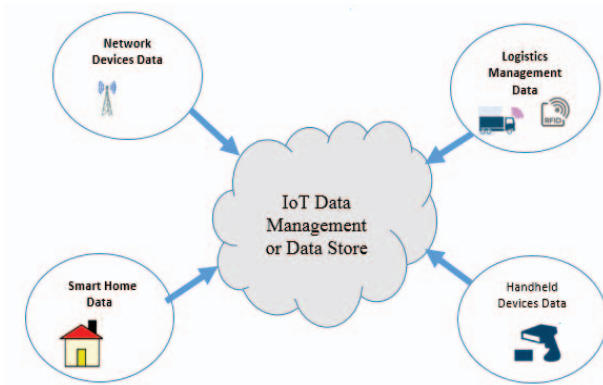 Network
Devices Data
Logistics
Management
Data
RFID
IoT Data
Management
or Data Store
Smart Home
Data
Handheld
Devices Data